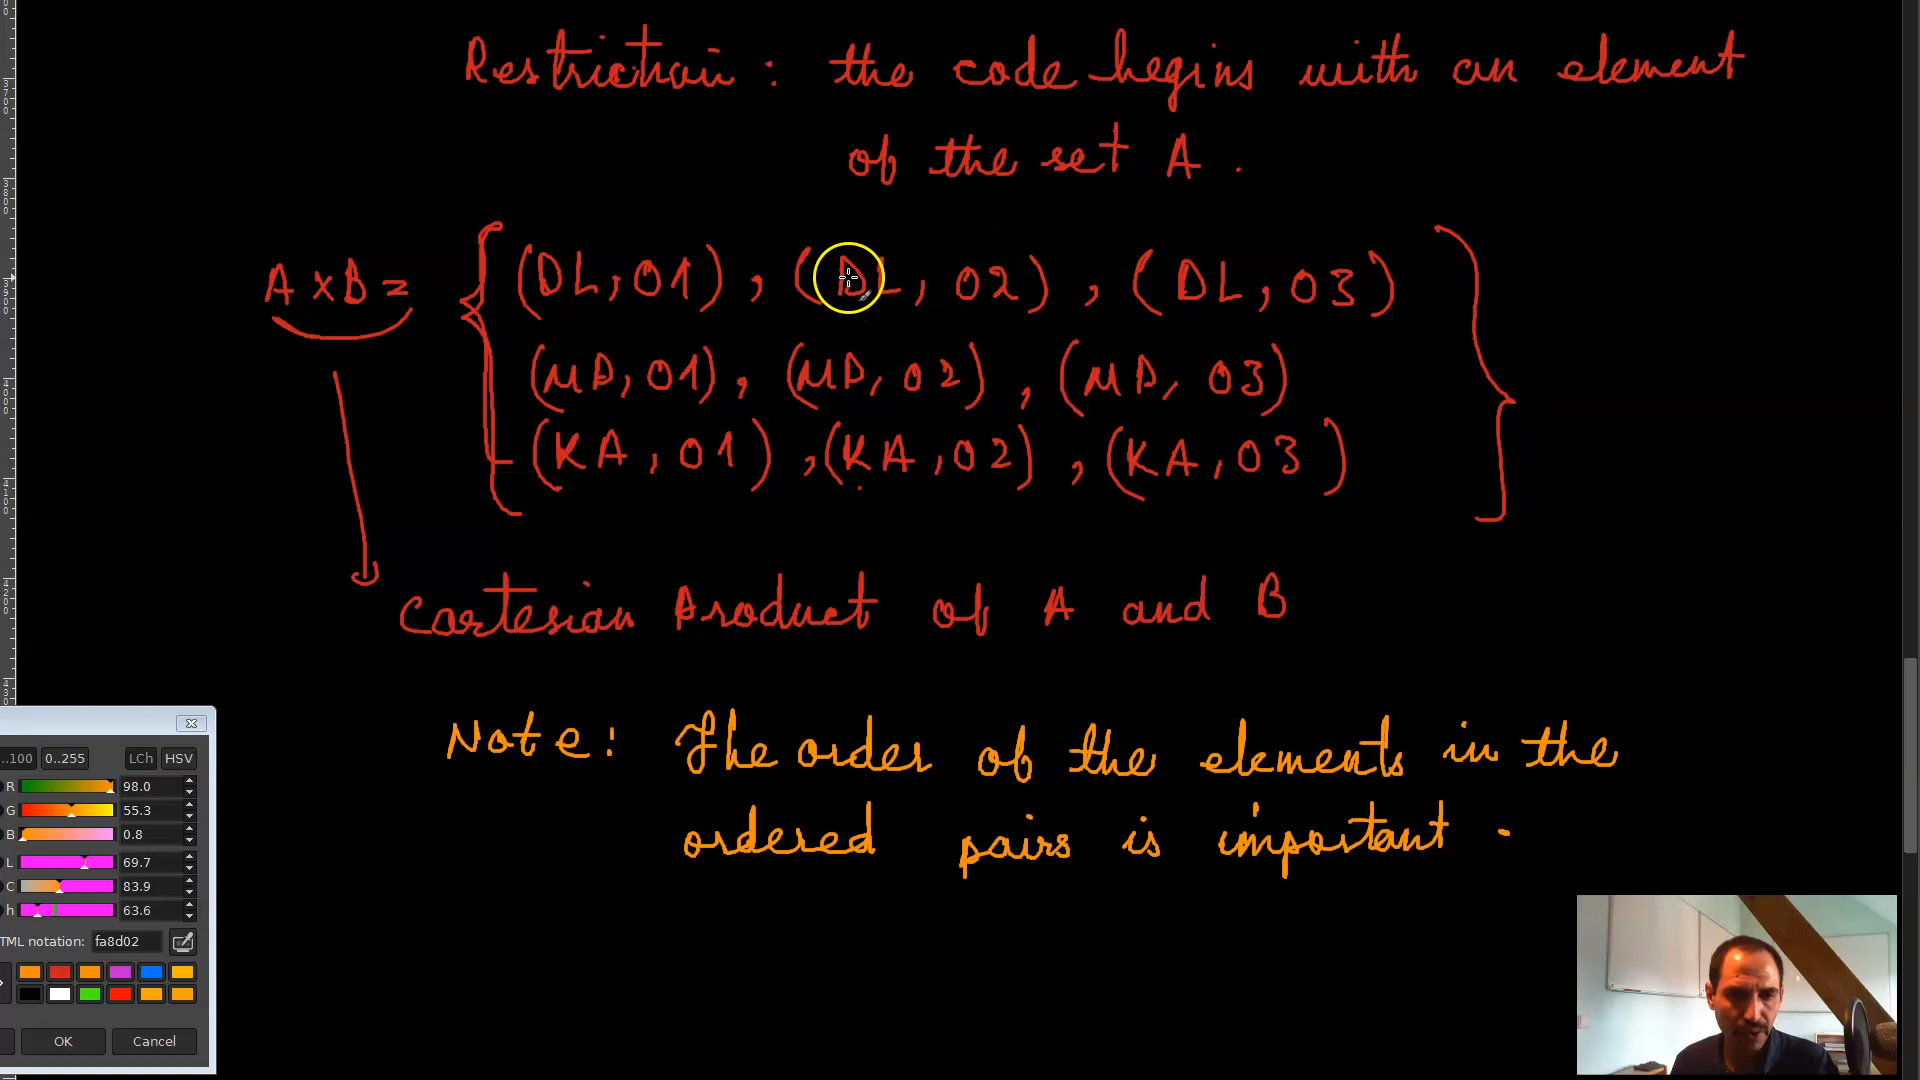 Restriction : the code begins with an element
of the set A .
A x B = { (DL, 01) , (DL, 02) , (DL, 03)
(MP, 01) , (MP, 02) , (MP, 03)
(KA, 01) , (KA, 02) , (KA, 03) }
Cartesian Product of A and B
Note : The order of the elements in the
ordered pairs is important .
..100 0..255 LCh HSV
R 98.0
G 55.3
B 0.8
L 69.7
C 83.9
h 63.6
TML notation: fa8d02
OK Cancel